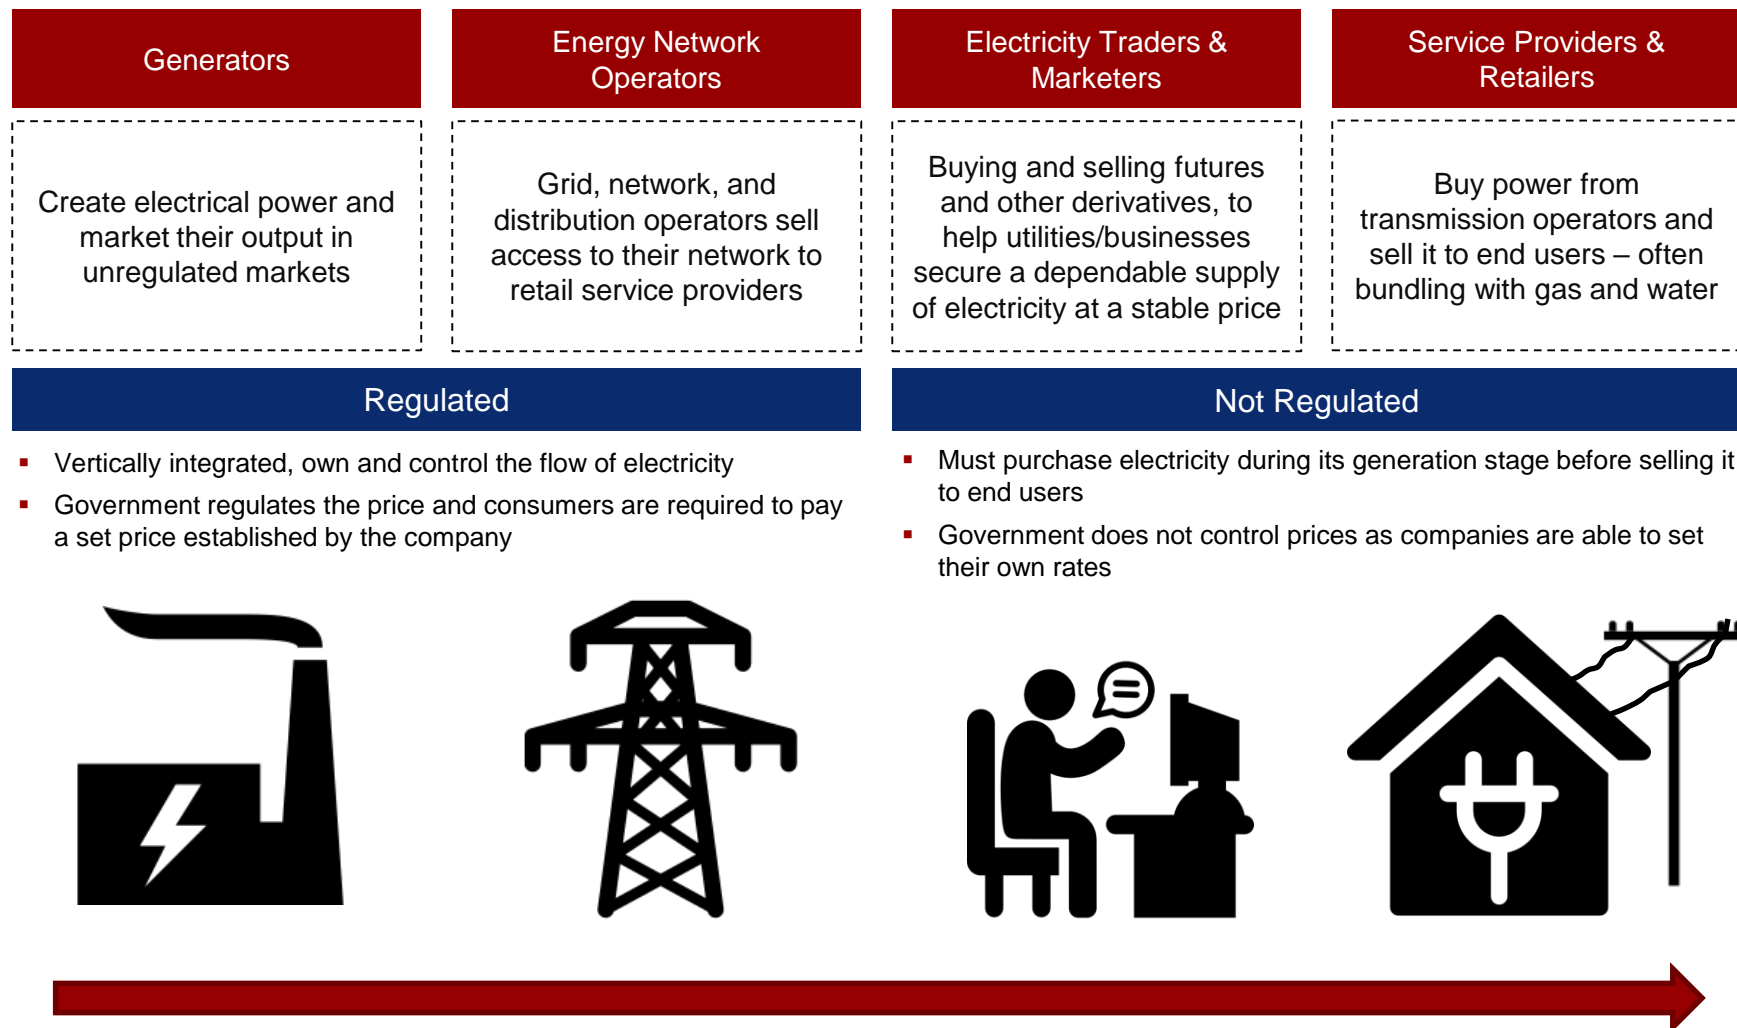 Generators
Energy Network
Operators
Electricity Traders &
Marketers
Service Providers &
Retailers
Create electrical power and
market their output in
unregulated markets
Grid, network, and
distribution operators sell
access to their network to
retail service providers
Buying and selling futures
and other derivatives, to
help utilities/businesses
secure a dependable supply
of electricity at a stable price
Buy power from
transmission operators and
sell it to end users – often
bundling with gas and water
Regulated
▪ Vertically integrated, own and control the flow of electricity
▪ Government regulates the price and consumers are required to pay
a set price established by the company
Not Regulated
▪ Must purchase electricity during its generation stage before selling it
to end users
▪ Government does not control prices as companies are able to set
their own rates